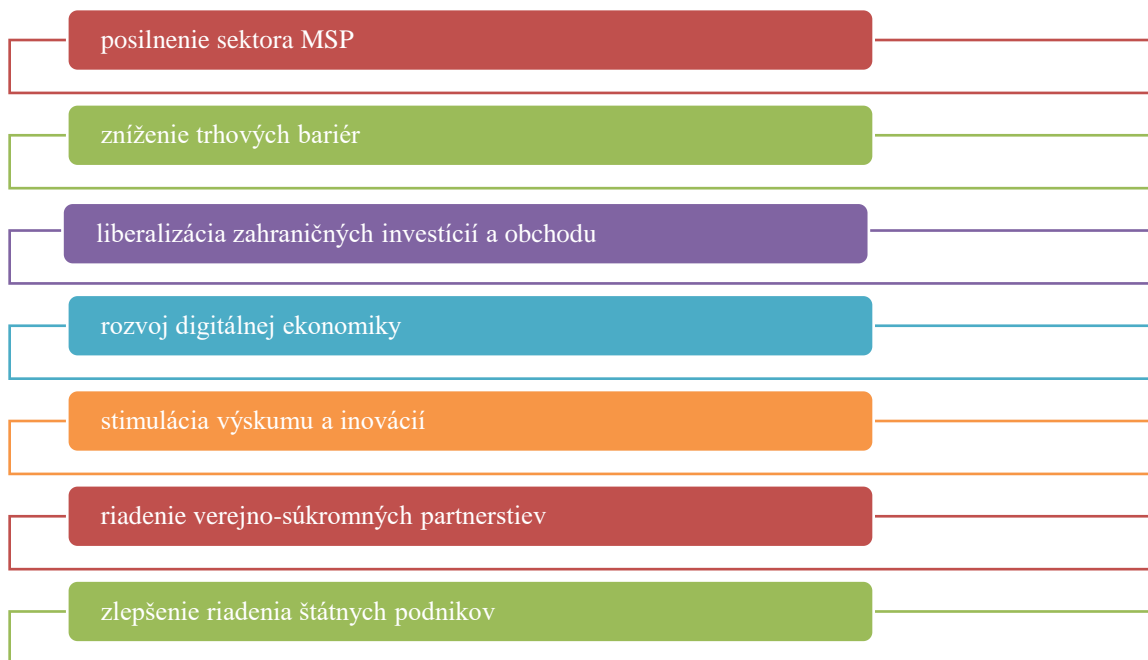 posilnenie sektora MSP
zníženie trhových bariér
liberalizácia zahraničných investícií a obchodu
rozvoj digitálnej ekonomiky
stimulácia výskumu a inovácií
riadenie verejno-súkromných partnerstiev
zlepšenie riadenia štátnych podnikov